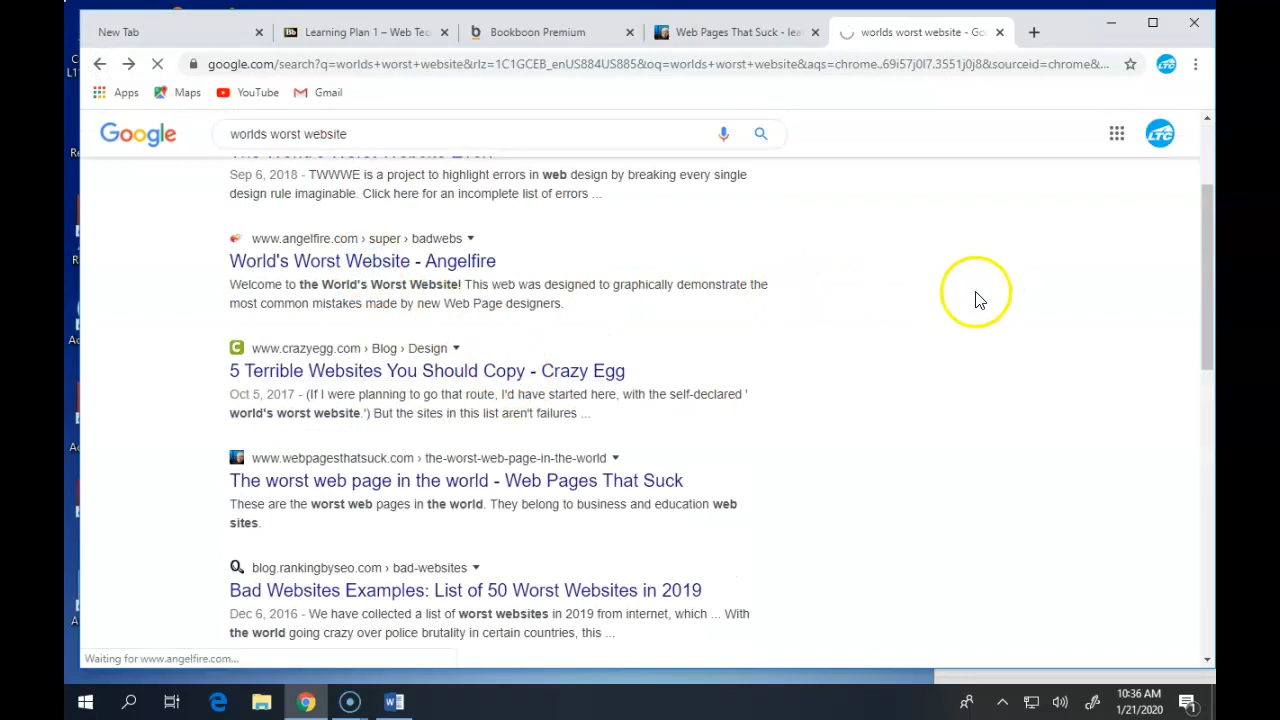 New Tab
Learning Plan 1 – Web Tec
Bookboon Premium
Web Pages That Suck - lea
worlds worst website - Go
google.com/search?q=worlds+worst+website&rlz=1C1GCEB_enUS884US885&oq=worlds+worst+website&aqs=chrome..69i57j0l7.3551j0j8&sourceid=chrome&...
LTC
Apps
Maps
YouTube
Gmail
Google
worlds worst website
LTC
The World's Worst Website Ever!
Sep 6, 2018 - TWWWE is a project to highlight errors in web design by breaking every single
design rule imaginable. Click here for an incomplete list of errors ...
www.angelfire.com › super › badwebs
World's Worst Website - Angelfire
Welcome to the World's Worst Website! This web was designed to graphically demonstrate the
most common mistakes made by new Web Page designers.
www.crazyegg.com › Blog › Design
5 Terrible Websites You Should Copy - Crazy Egg
Oct 5, 2017 - (If I were planning to go that route, I'd have started here, with the self-declared '
world's worst website.') But the sites in this list aren't failures ...
www.webpagesthatsuck.com › the-worst-web-page-in-the-world
The worst web page in the world - Web Pages That Suck
These are the worst web pages in the world. They belong to business and education web
sites.
blog.rankingbyseo.com › bad-websites
Bad Websites Examples: List of 50 Worst Websites in 2019
Dec 6, 2016 - We have collected a list of worst websites in 2019 from internet, which ... With
the world going crazy over police brutality in certain countries, this ...
Waiting for www.angelfire.com...
10:36 AM
1/21/2020
1